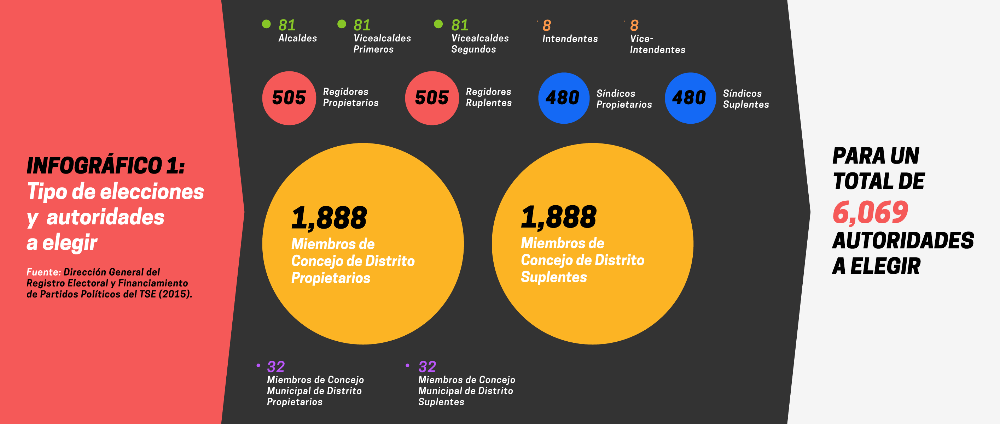 INFOGRÁFICO 1:
Tipo de elecciones
y autoridades
a elegir
Fuente: Dirección General del
Registro Electoral y Financiamiento
de Partidos Políticos del TSE (2015).
81
Alcaldes
81
Vicealcaldes
Primeros
81
Vicealcaldes
Segundos
8
Intendentes
8
Vice-
Intendentes
505
Regidores
Propietarios
505
Regidores
Ruplentes
480
Síndicos
Propietarios
480
Síndicos
Suplentes
1,888
Miembros de
Concejo de Distrito
Propietarios
1,888
Miembros de
Concejo de Distrito
Suplentes
32
Miembros de Concejo
Municipal de Distrito
Propietarios
32
Miembros de Concejo
Municipal de Distrito
Suplentes
PARA UN
TOTAL DE
6,069
AUTORIDADES
A ELEGIR